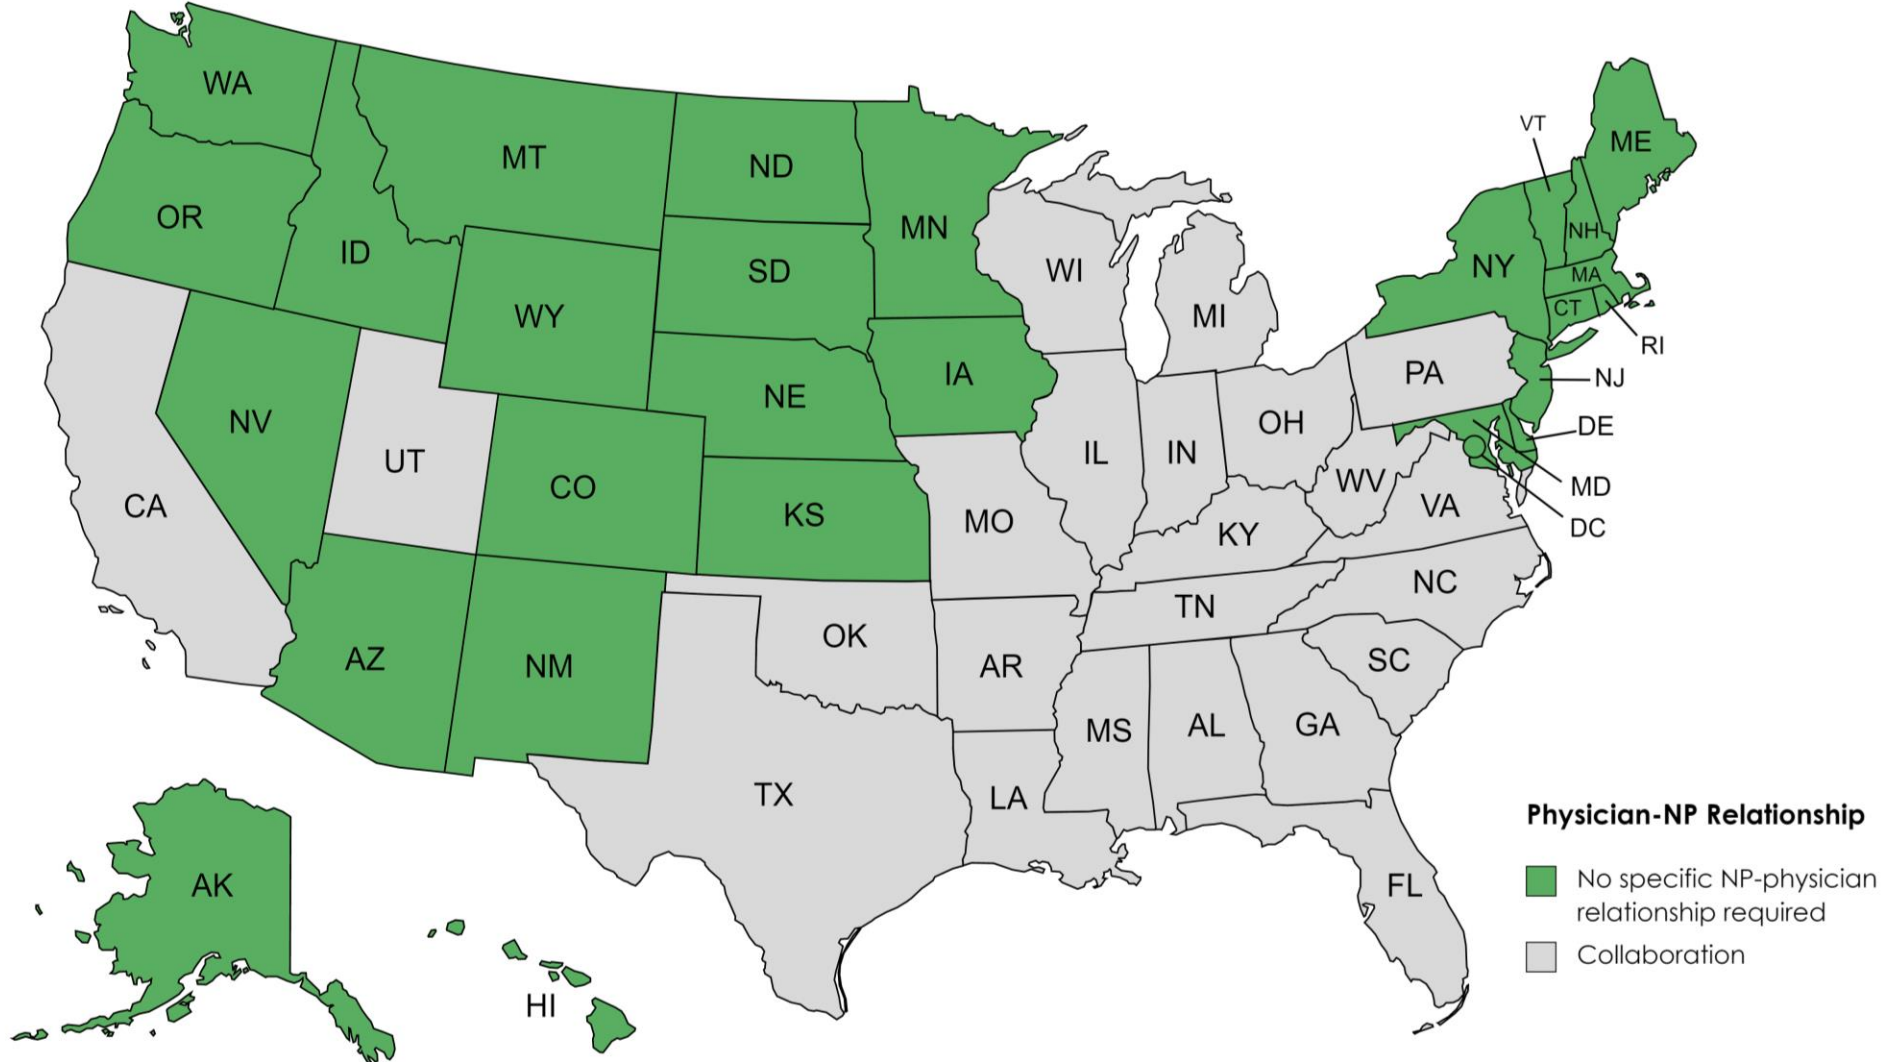 WA
OR
CA
NV
ID
MT
WY
UT
CO
AZ
NM
ND
SD
NE
KS
OK
TX
MN
IA
MO
AR
LA
WI
IL
MI
IN
OH
KY
TN
MS
AL
GA
FL
SC
NC
VA
WV
PA
NY
VT
NH
ME
MA
CT
RI
NJ
DE
MD
DC
AK
HI
Physician-NP Relationship
No specific NP-physician
relationship required
Collaboration